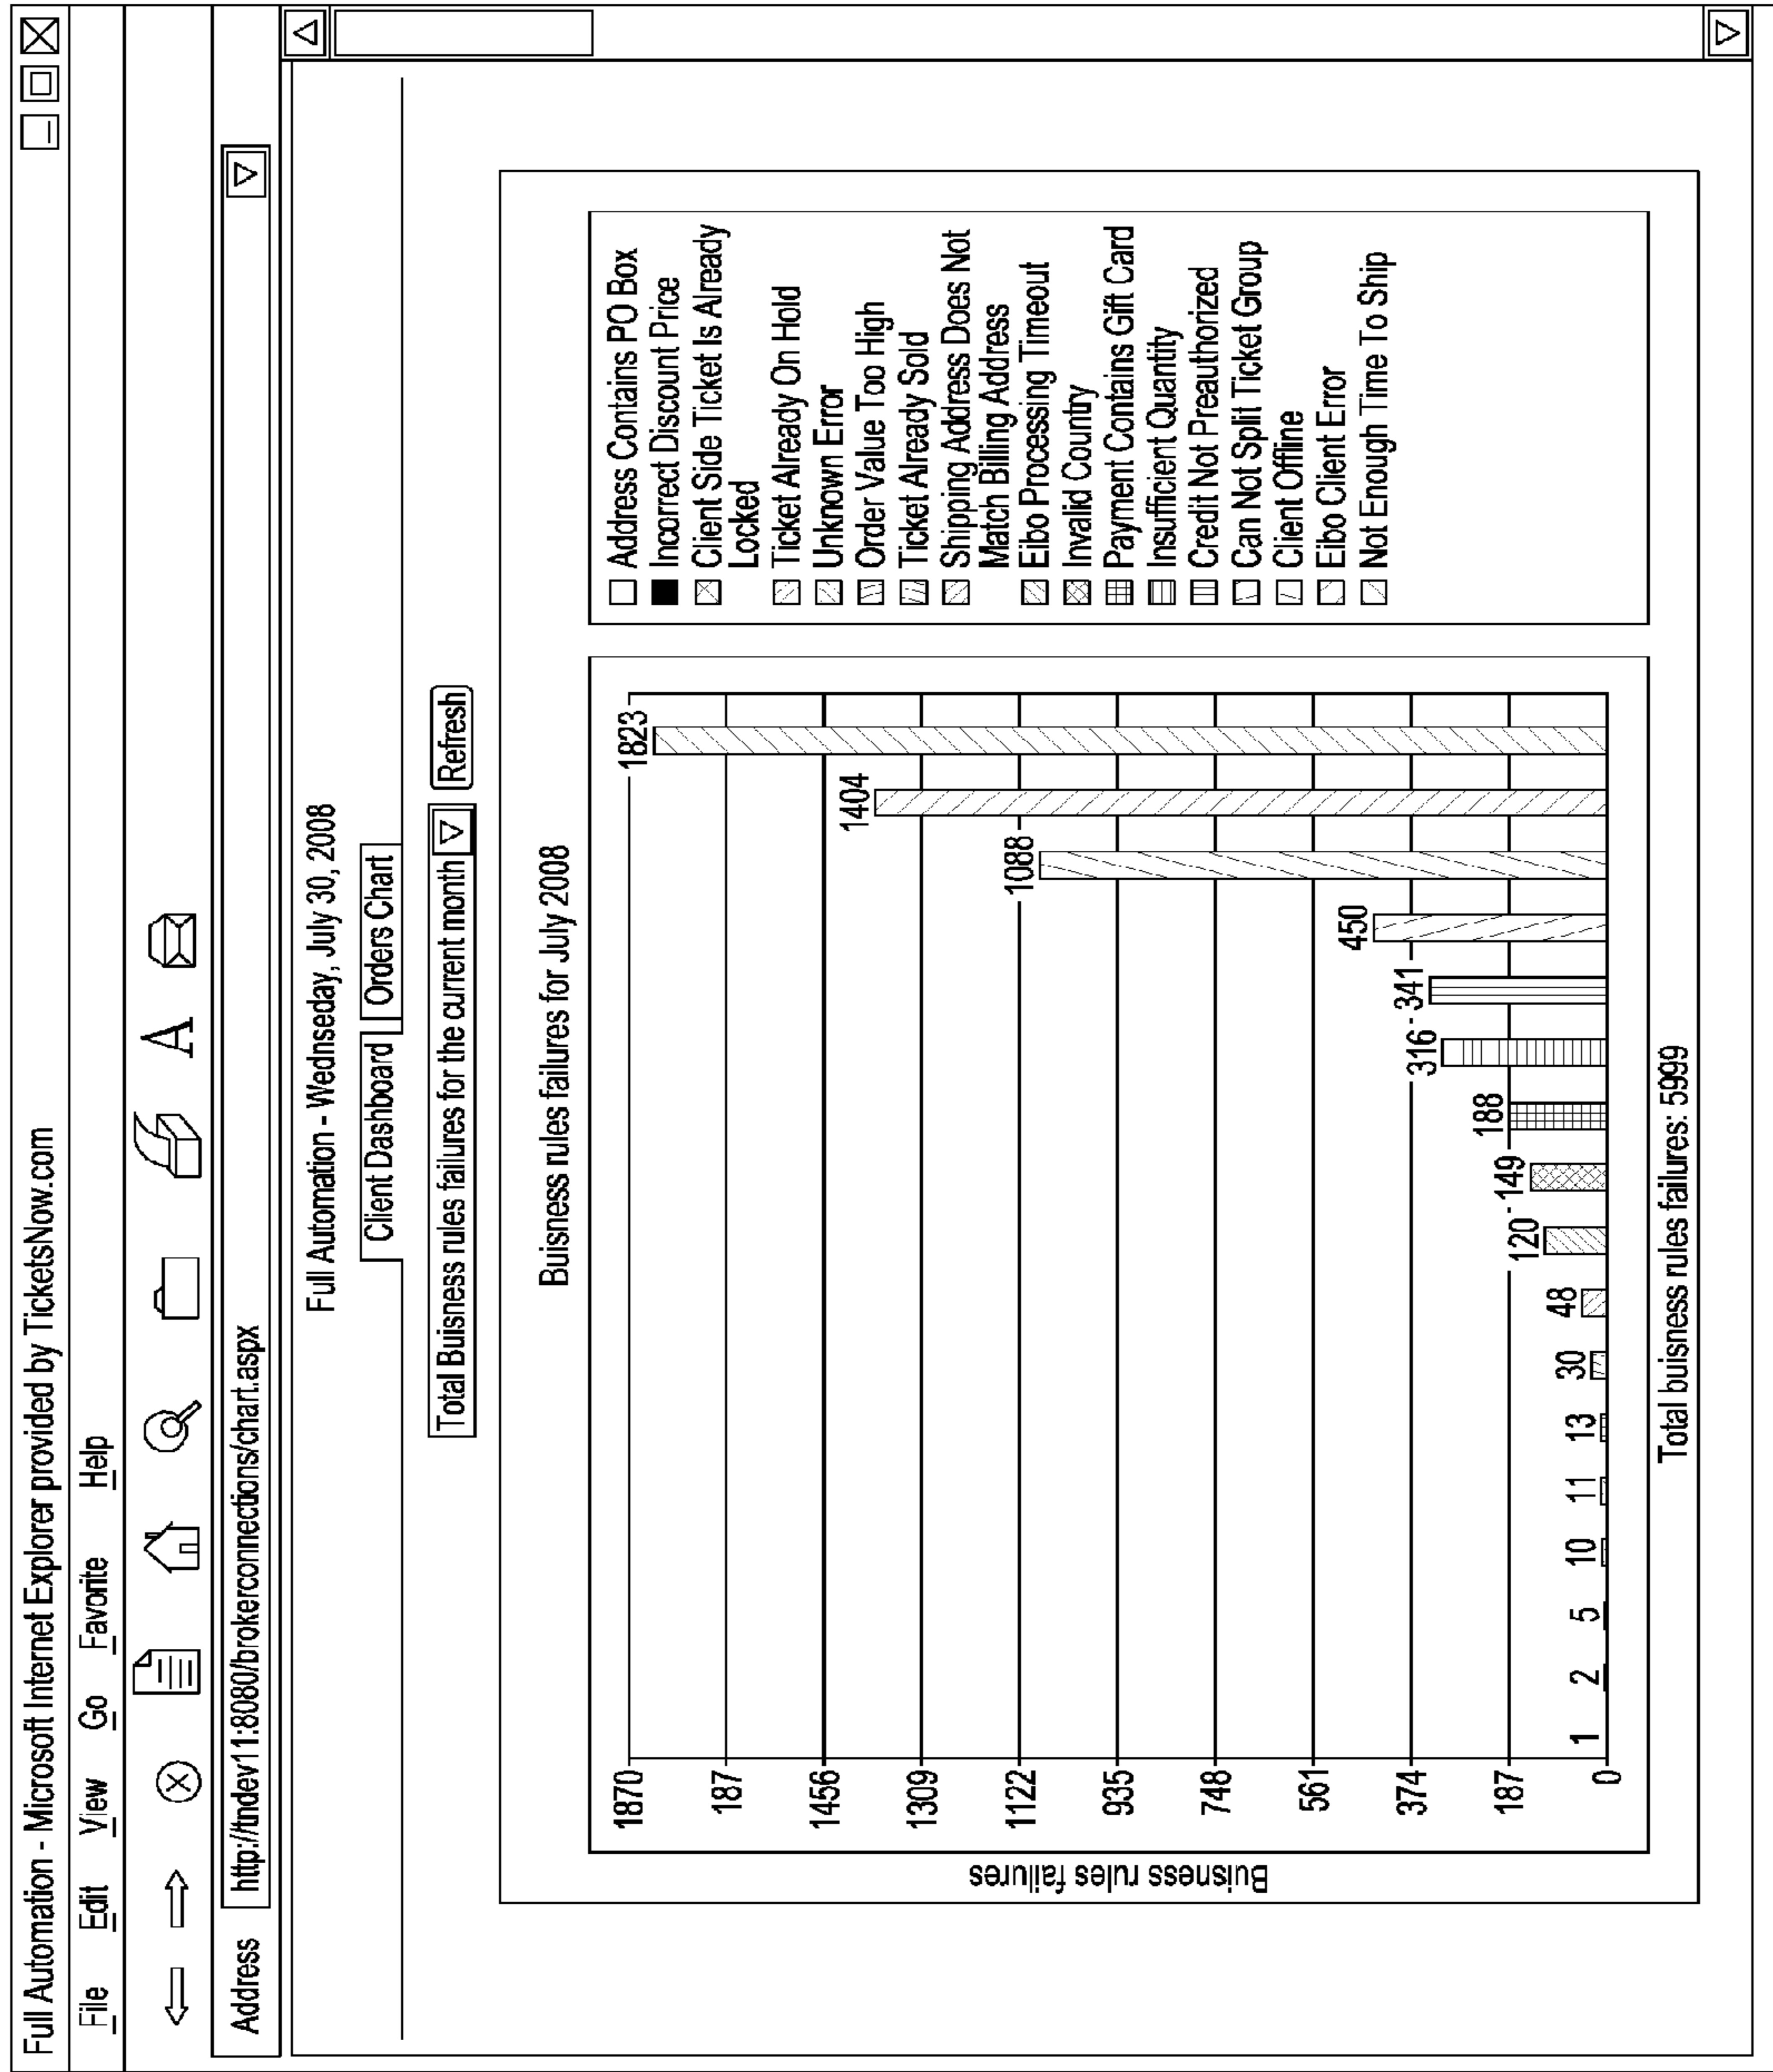 Full Automation - Microsoft Internet Explorer provided by TicketsNow.com
File Edit View Go Favorite Help
A
Address http://tndev11:8080/brokerconnections/chart.aspx
Full Automation - Wednseday, July 30, 2008
Client Dashboard Orders Chart
Total Buisness rules failures for the current month Refresh
Buisness rules failures for July 2008
Buisness rules failures
1870
187
1456
1309
1122
935
748
561
374
187
0
1
2
5
10
11
13
30
48
120
149
188
316
341
450
1088
1404
1823
Address Contains PO Box
Incorrect Discount Price
Client Side Ticket Is Already
Locked
Ticket Already On Hold
Unknown Error
Order Value Too High
Ticket Already Sold
Shipping Address Does Not
Match Billing Address
Eibo Processing Timeout
Invalid Country
Payment Contains Gift Card
Insufficient Quantity
Credit Not Preauthorized
Can Not Split Ticket Group
Client Offline
Eibo Client Error
Not Enough Time To Ship
Total buisness rules failures: 5999